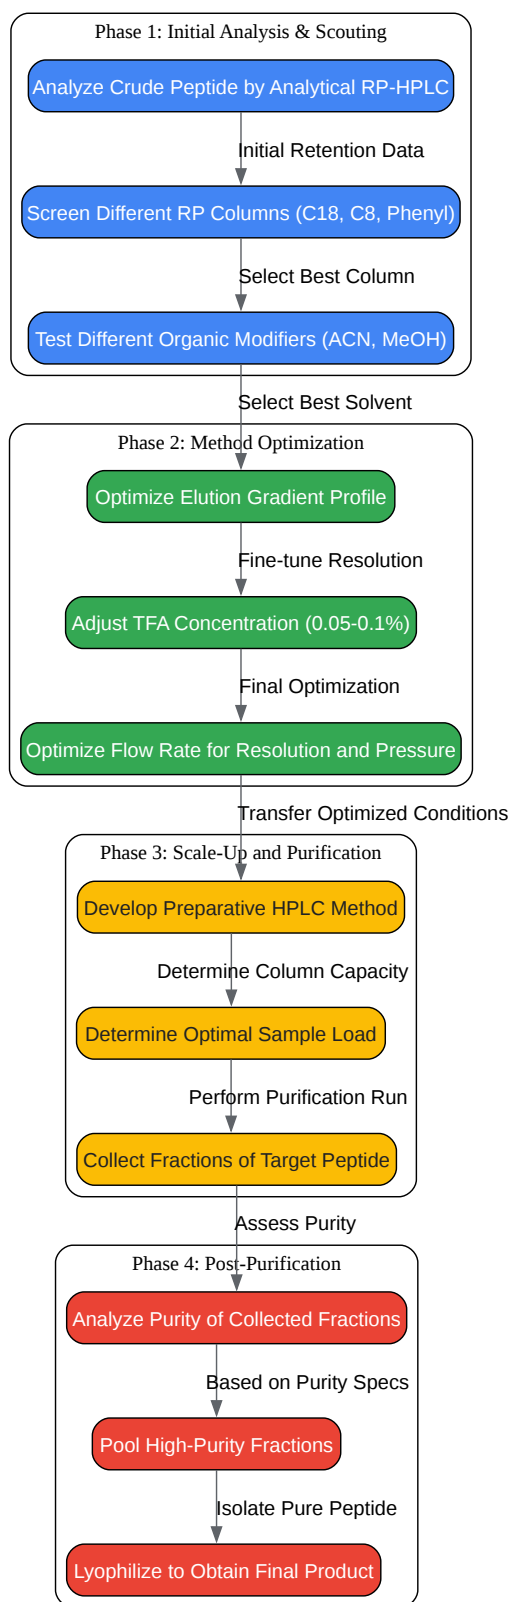 Phase 1: Initial Analysis & Scouting
Analyze Crude Peptide by Analytical RP-HPLC
Initial Retention Data
Screen Different RP Columns (C18, C8, Phenyl)
Select Best Column
Test Different Organic Modifiers (ACN, MeOH)
Select Best Solvent
Phase 2: Method Optimization
Optimize Elution Gradient Profile
Fine-tune Resolution
Adjust TFA Concentration (0.05-0.1%)
Final Optimization
Optimize Flow Rate for Resolution and Pressure
Transfer Optimized Conditions
Phase 3: Scale-Up and Purification
Develop Preparative HPLC Method
Determine Column Capacity
Determine Optimal Sample Load
Perform Purification Run
Collect Fractions of Target Peptide
Assess Purity
Phase 4: Post-Purification
Analyze Purity of Collected Fractions
Based on Purity Specs
Pool High-Purity Fractions
Isolate Pure Peptide
Lyophilize to Obtain Final Product